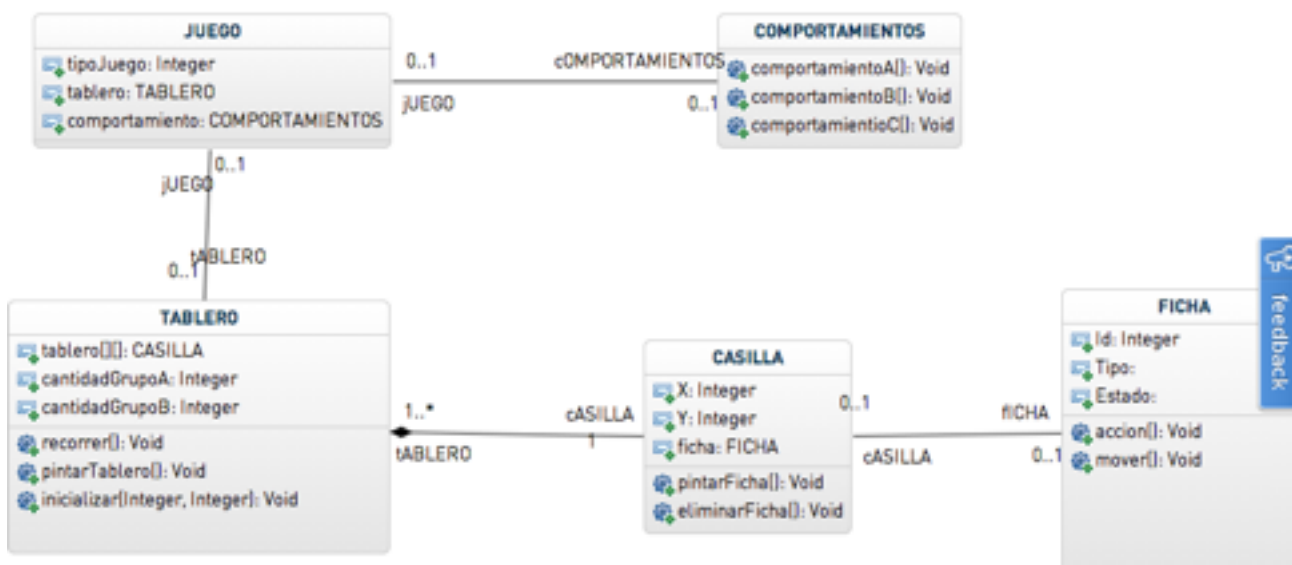 JUEGO
tipoJuego: Integer
tablero: TABLERO
comportamiento: COMPORTAMIENTOS
0..1
jUEGO
cOMPORTAMIENTOS
0..1
COMPORTAMIENTOS
comportamientoA(): Void
comportamientoB(): Void
comportamientioC(): Void
0..1
jUEGO
tABLERO
0..1
TABLERO
tablero[][]: CASILLA
cantidadGrupoA: Integer
cantidadGrupoB: Integer
recorrer(): Void
pintarTablero(): Void
inicializar(Integer, Integer): Void
1..*
tABLERO
cASILLA
1
CASILLA
X: Integer
Y: Integer
ficha: FICHA
pintarFicha(): Void
eliminarFicha(): Void
0..1
cASILLA
fICHA
0..1
FICHA
Id: Integer
Tipo:
Estado:
accion(): Void
mover(): Void
feedback